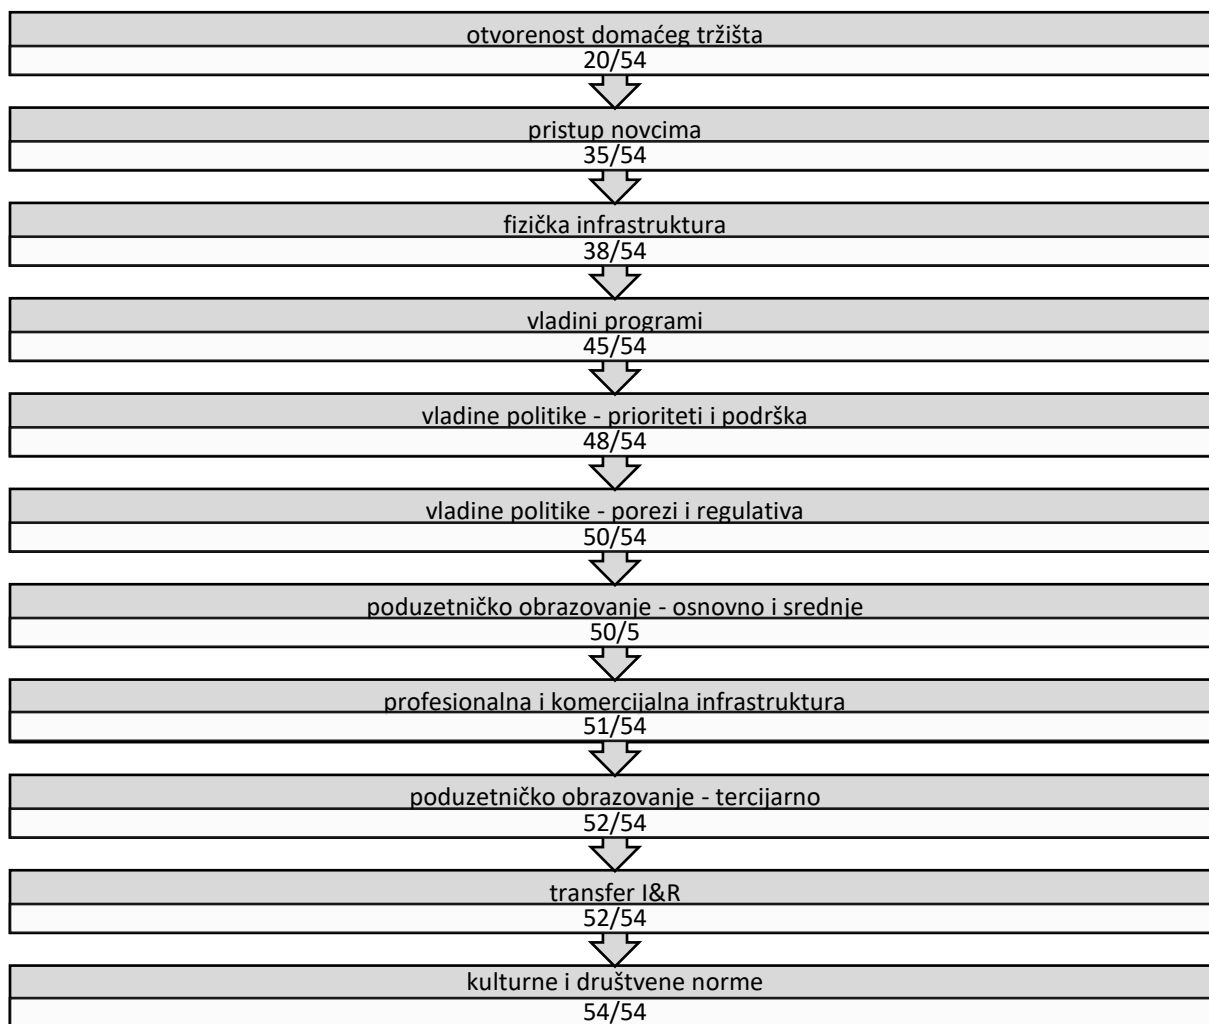 otvorenost domaćeg tržišta
20/54
pristup novcima
35/54
fizička infrastruktura
38/54
vladini programi
45/54
vladine politike - prioriteti i podrška
48/54
vladine politike - porezi i regulativa
50/54
poduzetničko obrazovanje - osnovno i srednje
50/5
profesionalna i komercijalna infrastruktura
51/54
poduzetničko obrazovanje - tercijarno
52/54
transfer I&R
52/54
kulturne i društvene norme
54/54